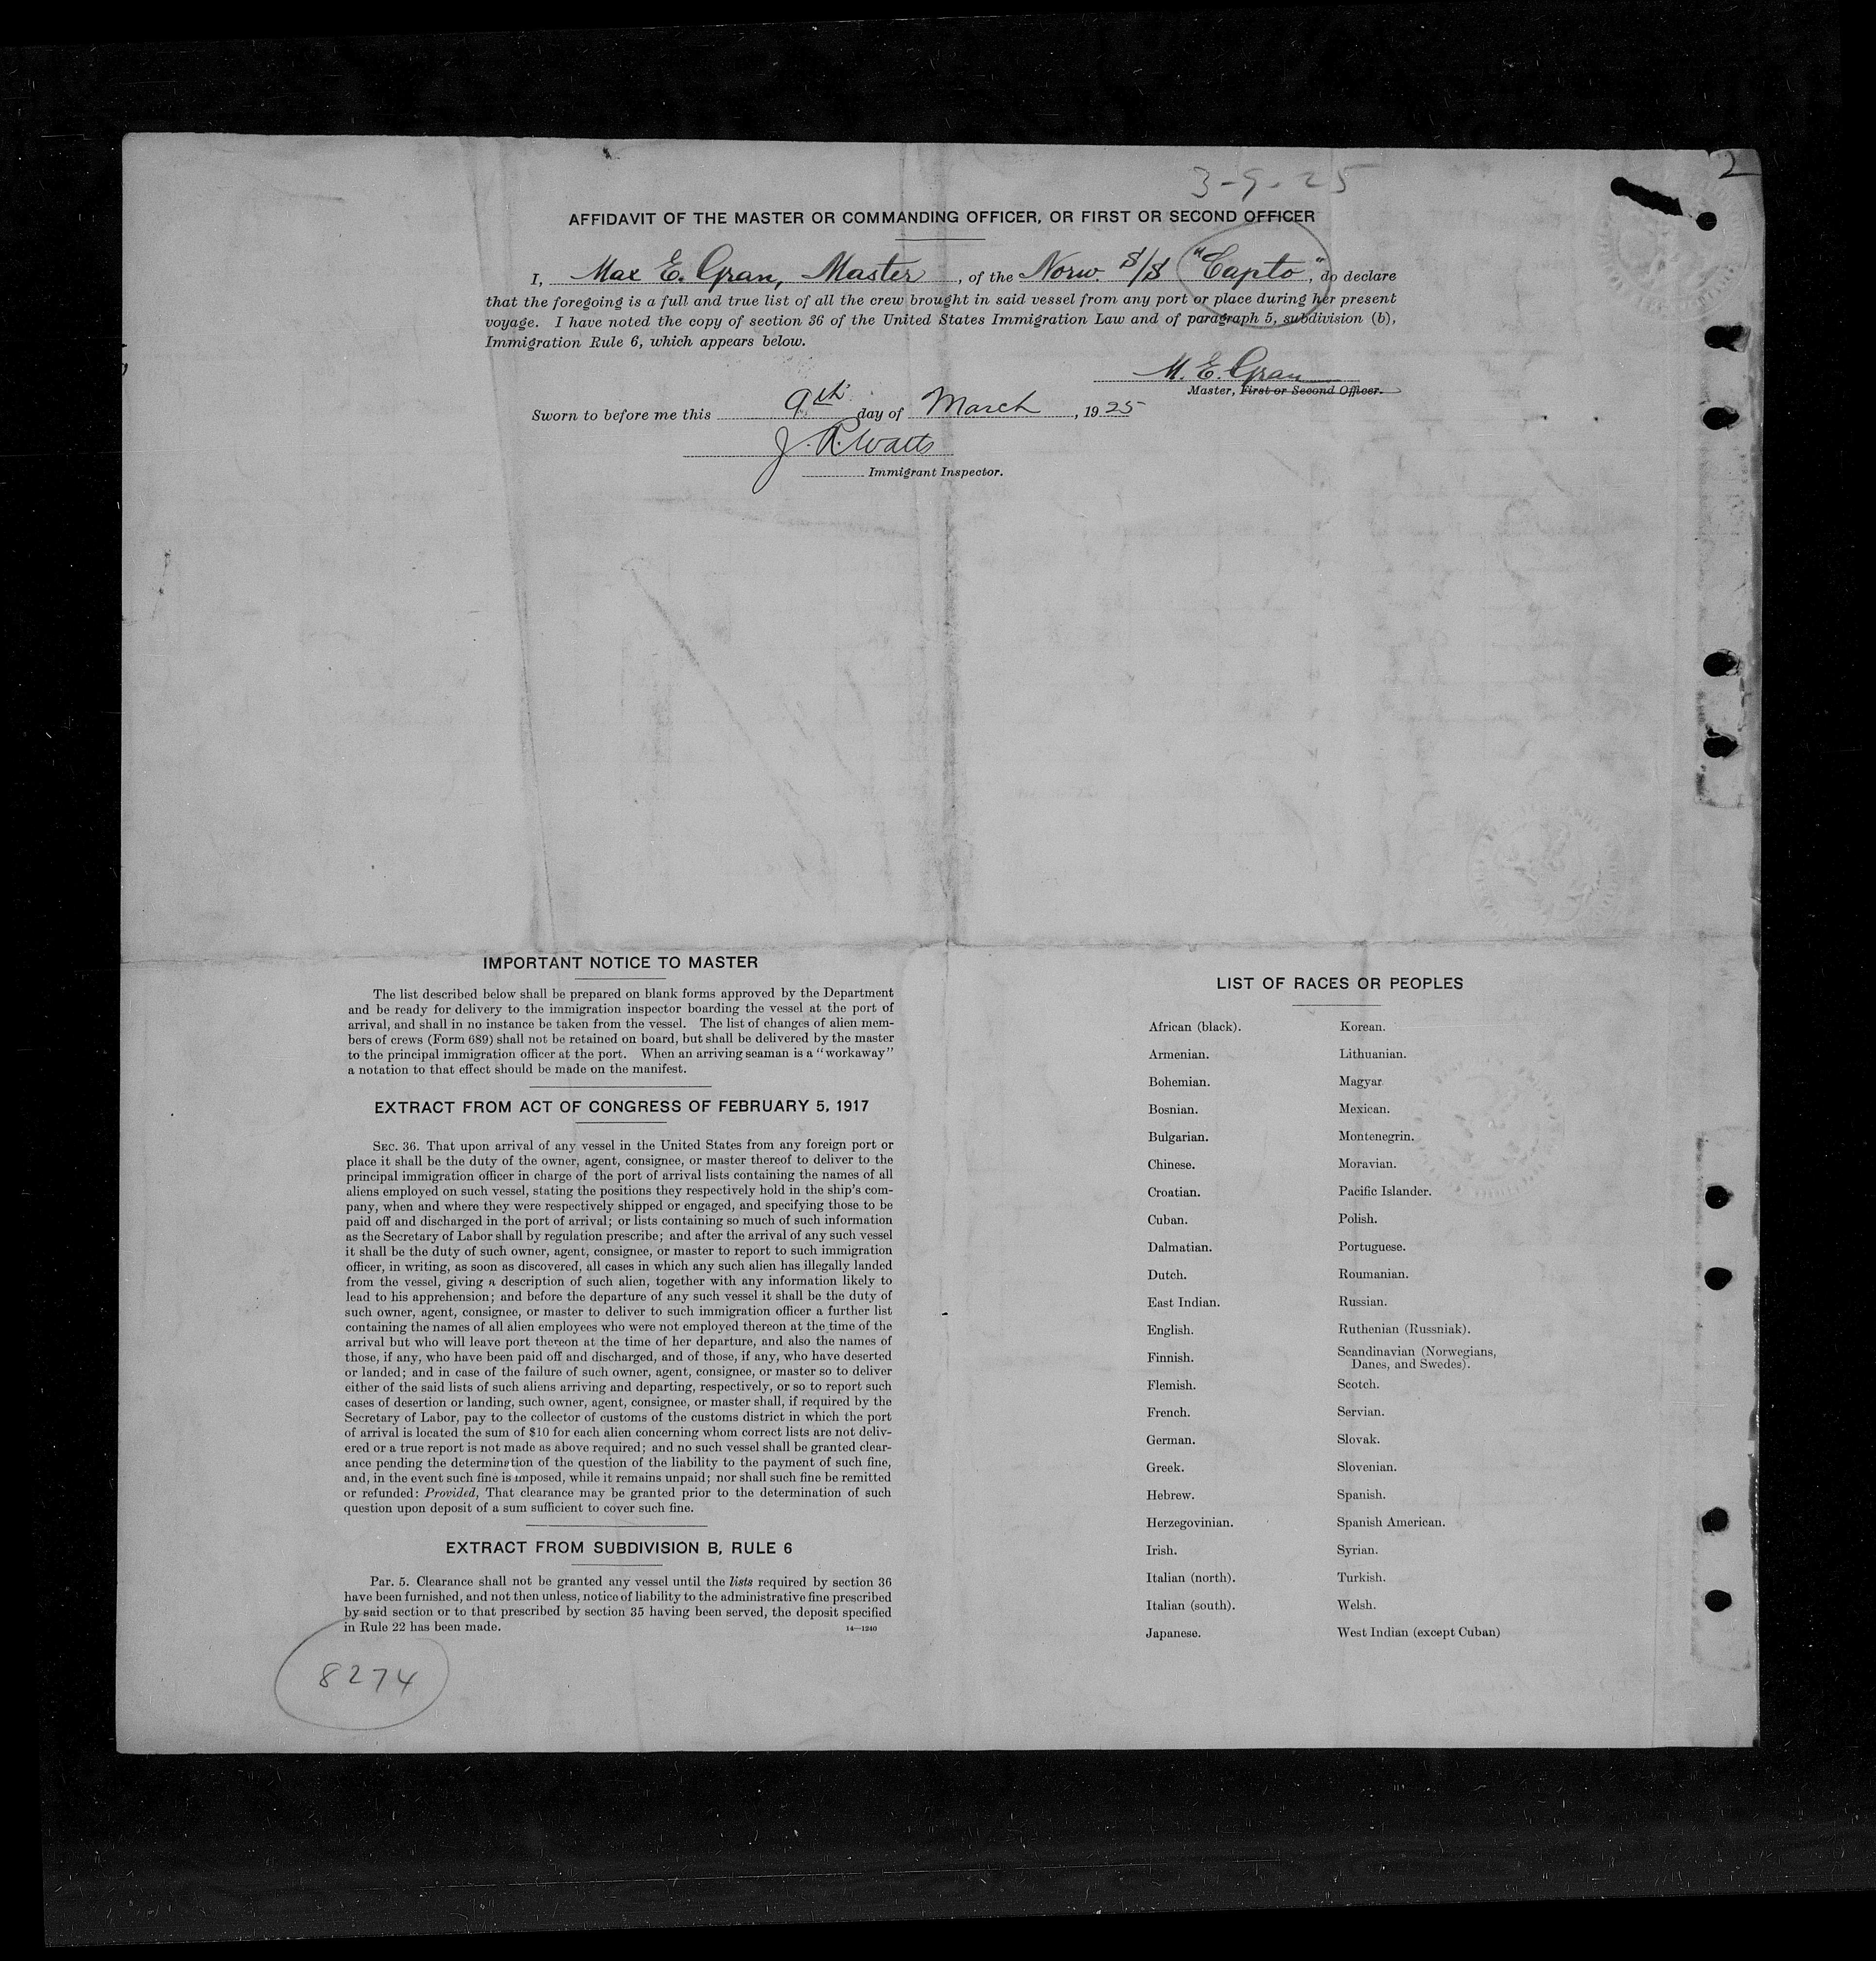 2
3-9-25
AFFIDAVIT OF THE MASTER OR COMMANDING OFFICER, OR FIRST OR SECOND OFFICER
I, Max E. Gran, Master, of the Norw. S/S "Capto", do declare
that the foregoing is a full and true list of all the crew brought in said vessel from any port or place during her present
voyage. I have noted the copy of section 36 of the United States Immigration Law and of paragraph 5, subdivision (b),
Immigration Rule 6, which appears below.
M. E. Gran
Master, First or Second Officer.
Sworn to before me this 9th day of March, 1925
J. R. Watts
Immigrant Inspector.
IMPORTANT NOTICE TO MASTER
The list described below shall be prepared on blank forms approved by the Department
and be ready for delivery to the immigration inspector boarding the vessel at the port of
arrival, and shall in no instance be taken from the vessel. The list of changes of alien mem-
bers of crews (Form 689) shall not be retained on board, but shall be delivered by the master
to the principal immigration officer at the port. When an arriving seaman is a "workaway"
a notation to that effect should be made on the manifest.
EXTRACT FROM ACT OF CONGRESS OF FEBRUARY 5, 1917
SEC. 36. That upon arrival of any vessel in the United States from any foreign port or
place it shall be the duty of the owner, agent, consignee, or master thereof to deliver to the
principal immigration officer in charge of the port of arrival lists containing the names of all
aliens employed on such vessel, stating the positions they respectively hold in the ship's com-
pany, when and where they were respectively shipped or engaged, and specifying those to be
paid off and discharged in the port of arrival; or lists containing so much of such information
as the Secretary of Labor shall by regulation prescribe; and after the arrival of any such vessel
it shall be the duty of such owner, agent, consignee, or master to report to such immigration
officer, in writing, as soon as discovered, all cases in which any such alien has illegally landed
from the vessel, giving a description of such alien, together with any information likely to
lead to his apprehension; and before the departure of any such vessel it shall be the duty of
such owner, agent, consignee, or master to deliver to such immigration officer a further list
containing the names of all alien employees who were not employed thereon at the time of the
arrival but who will leave port thereon at the time of her departure, and also the names of
those, if any, who have been paid off and discharged, and of those, if any, who have deserted
or landed; and in case of the failure of such owner, agent, consignee, or master so to deliver
either of the said lists of such aliens arriving and departing, respectively, or so to report such
cases of desertion or landing, such owner, agent, consignee, or master shall, if required by the
Secretary of Labor, pay to the collector of customs of the customs district in which the port
of arrival is located the sum of $10 for each alien concerning whom correct lists are not deliv-
ered or a true report is not made as above required; and no such vessel shall be granted clear-
ance pending the determination of the question of the liability to the payment of such fine,
and, in the event such fine is imposed, while it remains unpaid; nor shall such fine be remitted
or refunded: Provided, That clearance may be granted prior to the determination of such
question upon deposit of a sum sufficient to cover such fine.
EXTRACT FROM SUBDIVISION B, RULE 6
Par. 5. Clearance shall not be granted any vessel until the lists required by section 36
have been furnished, and not then unless, notice of liability to the administrative fine prescribed
by said section or to that prescribed by section 35 having been served, the deposit specified
in Rule 22 has been made.
14—1240
8274
LIST OF RACES OR PEOPLES
African (black).
Armenian.
Bohemian.
Bosnian.
Bulgarian.
Chinese.
Croatian.
Cuban.
Dalmatian.
Dutch.
East Indian.
English.
Finnish.
Flemish.
French.
German.
Greek.
Hebrew.
Herzegovinian.
Irish.
Italian (north).
Italian (south).
Japanese.
Korean.
Lithuanian.
Magyar
Mexican.
Montenegrin.
Moravian.
Pacific Islander.
Polish.
Portuguese.
Roumanian.
Russian.
Ruthenian (Russniak).
Scandinavian (Norwegians,
Danes, and Swedes).
Scotch.
Servian.
Slovak.
Slovenian.
Spanish.
Spanish American.
Syrian.
Turkish.
Welsh.
West Indian (except Cuban)